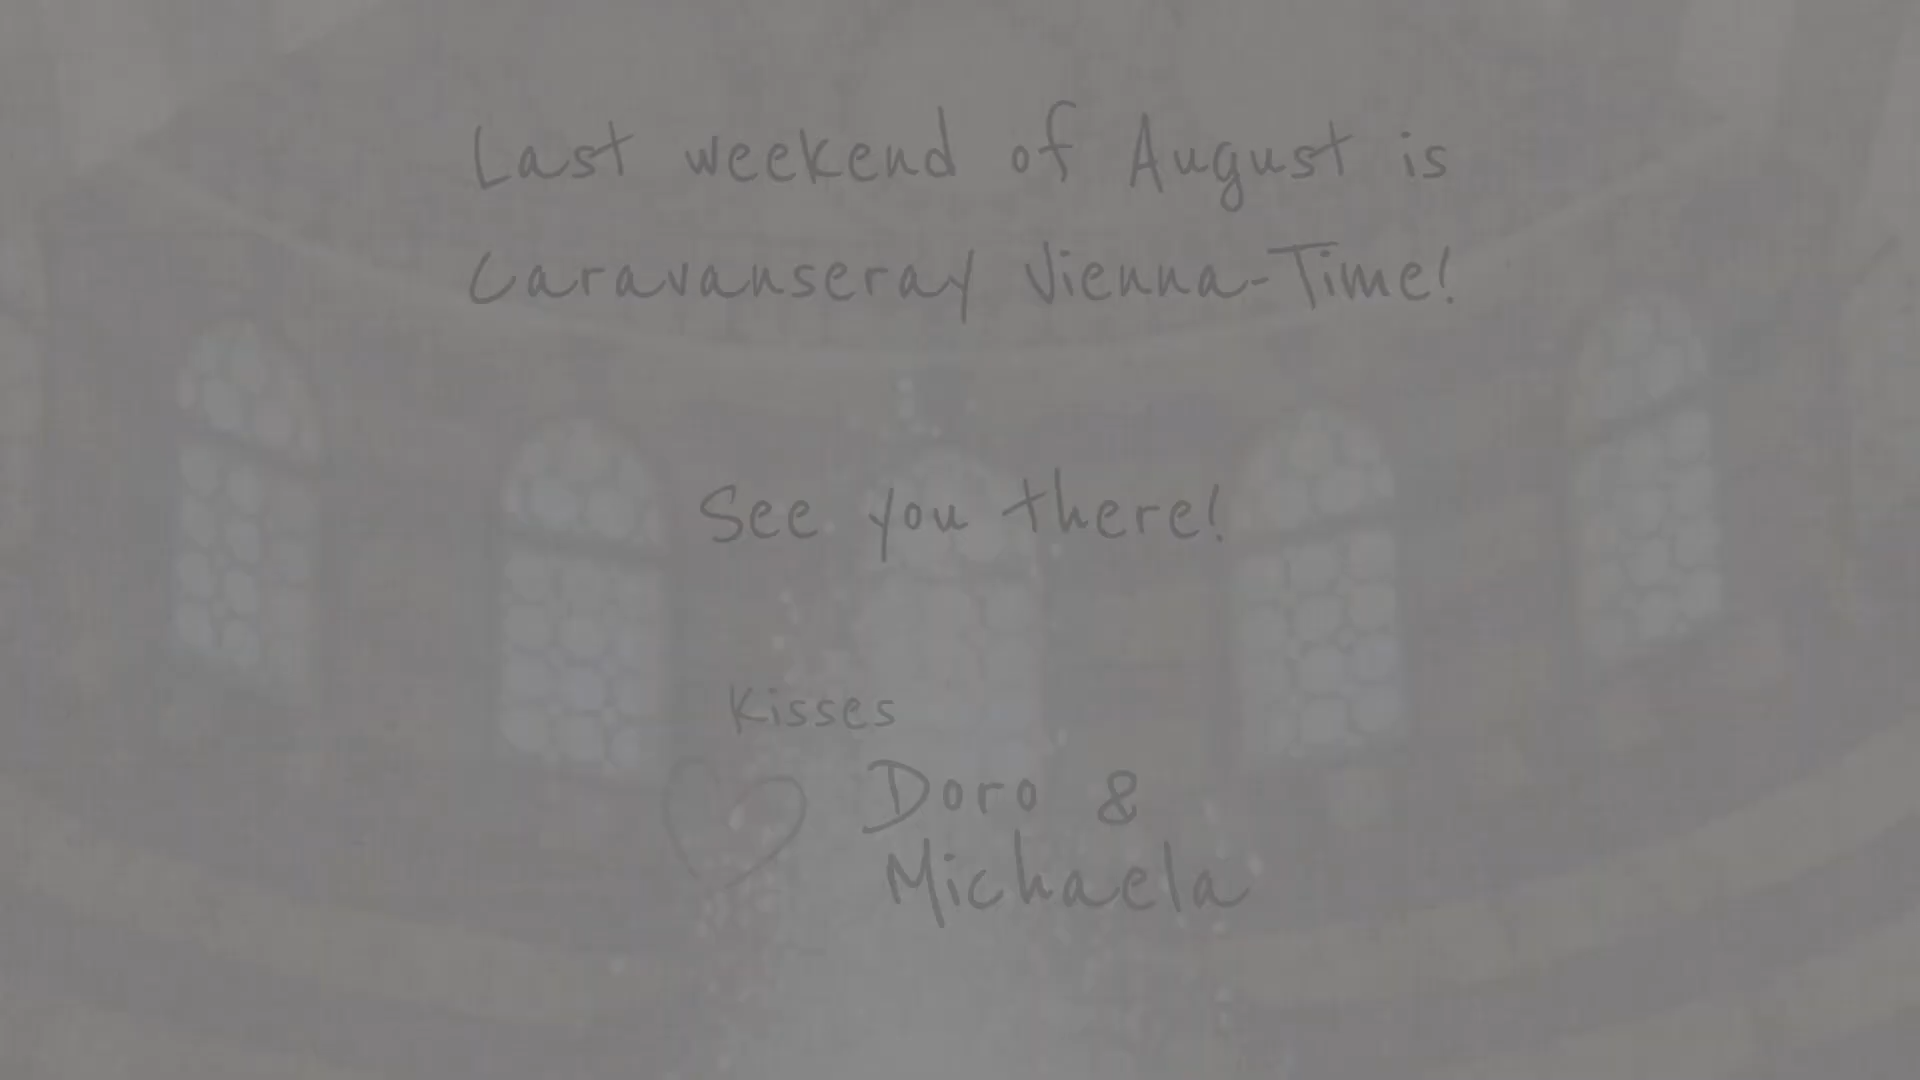 Last weekend of August is
Caravanseray Vienna-Time!
See you there!
Kisses
Doro &
Michaela